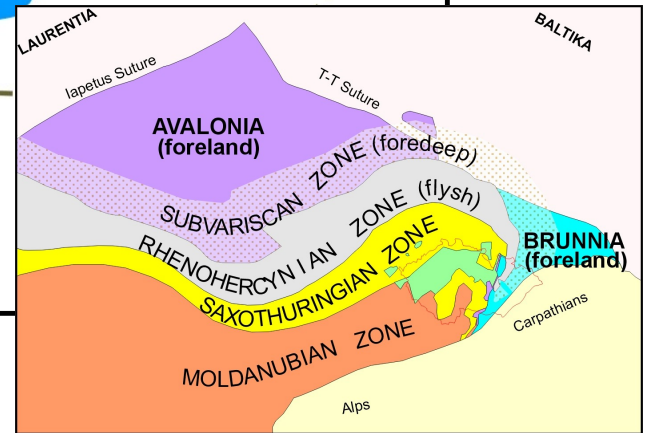 LAURENTIA
BALTIKA
Iapetus Suture
T-T Suture
AVALONIA
(foreland)
SUBVARISCAN ZONE (foredeep)
RHENOHERCYNIAN ZONE (flysh)
BRUNNIA
(foreland)
SAXOTHURINGIAN ZONE
Carpathians
MOLDANUBIAN ZONE
Alps